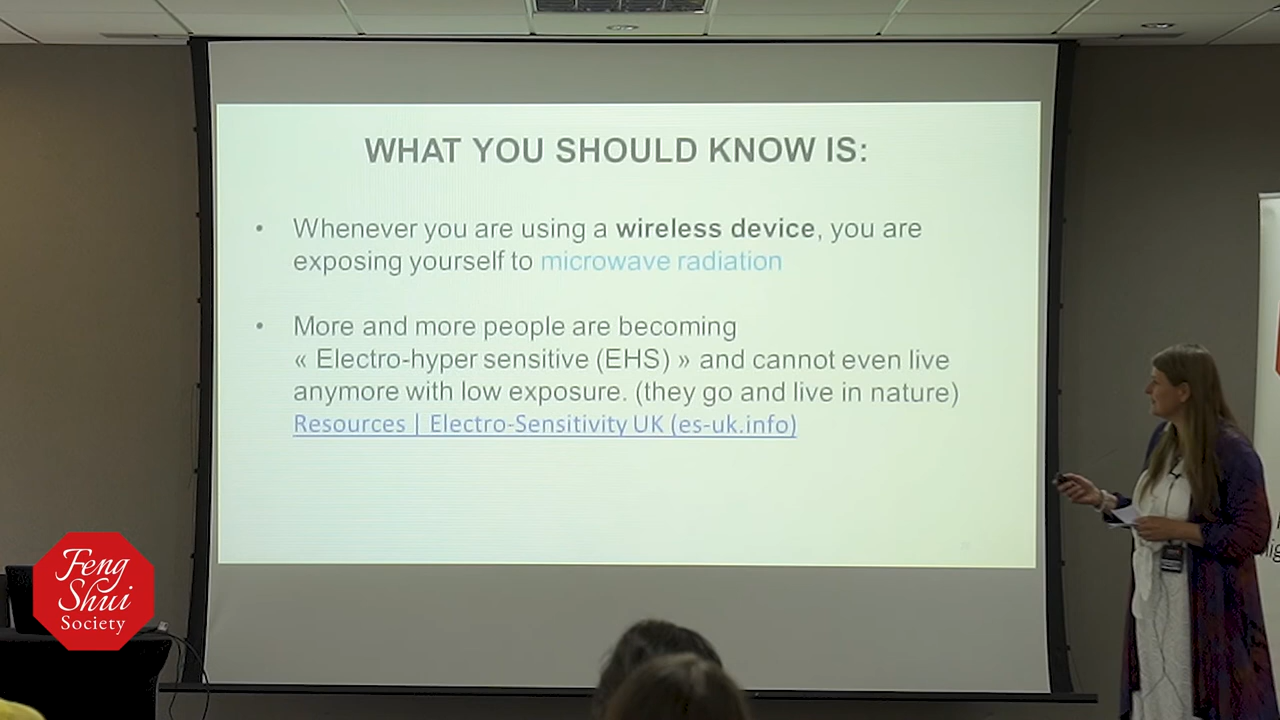 WHAT YOU SHOULD KNOW IS:
• Whenever you are using a wireless device, you are
exposing yourself to microwave radiation
• More and more people are becoming
« Electro-hyper sensitive (EHS) » and cannot even live
anymore with low exposure. (they go and live in nature)
Resources | Electro-Sensitivity UK (es-uk.info)
Feng
Shui
Society